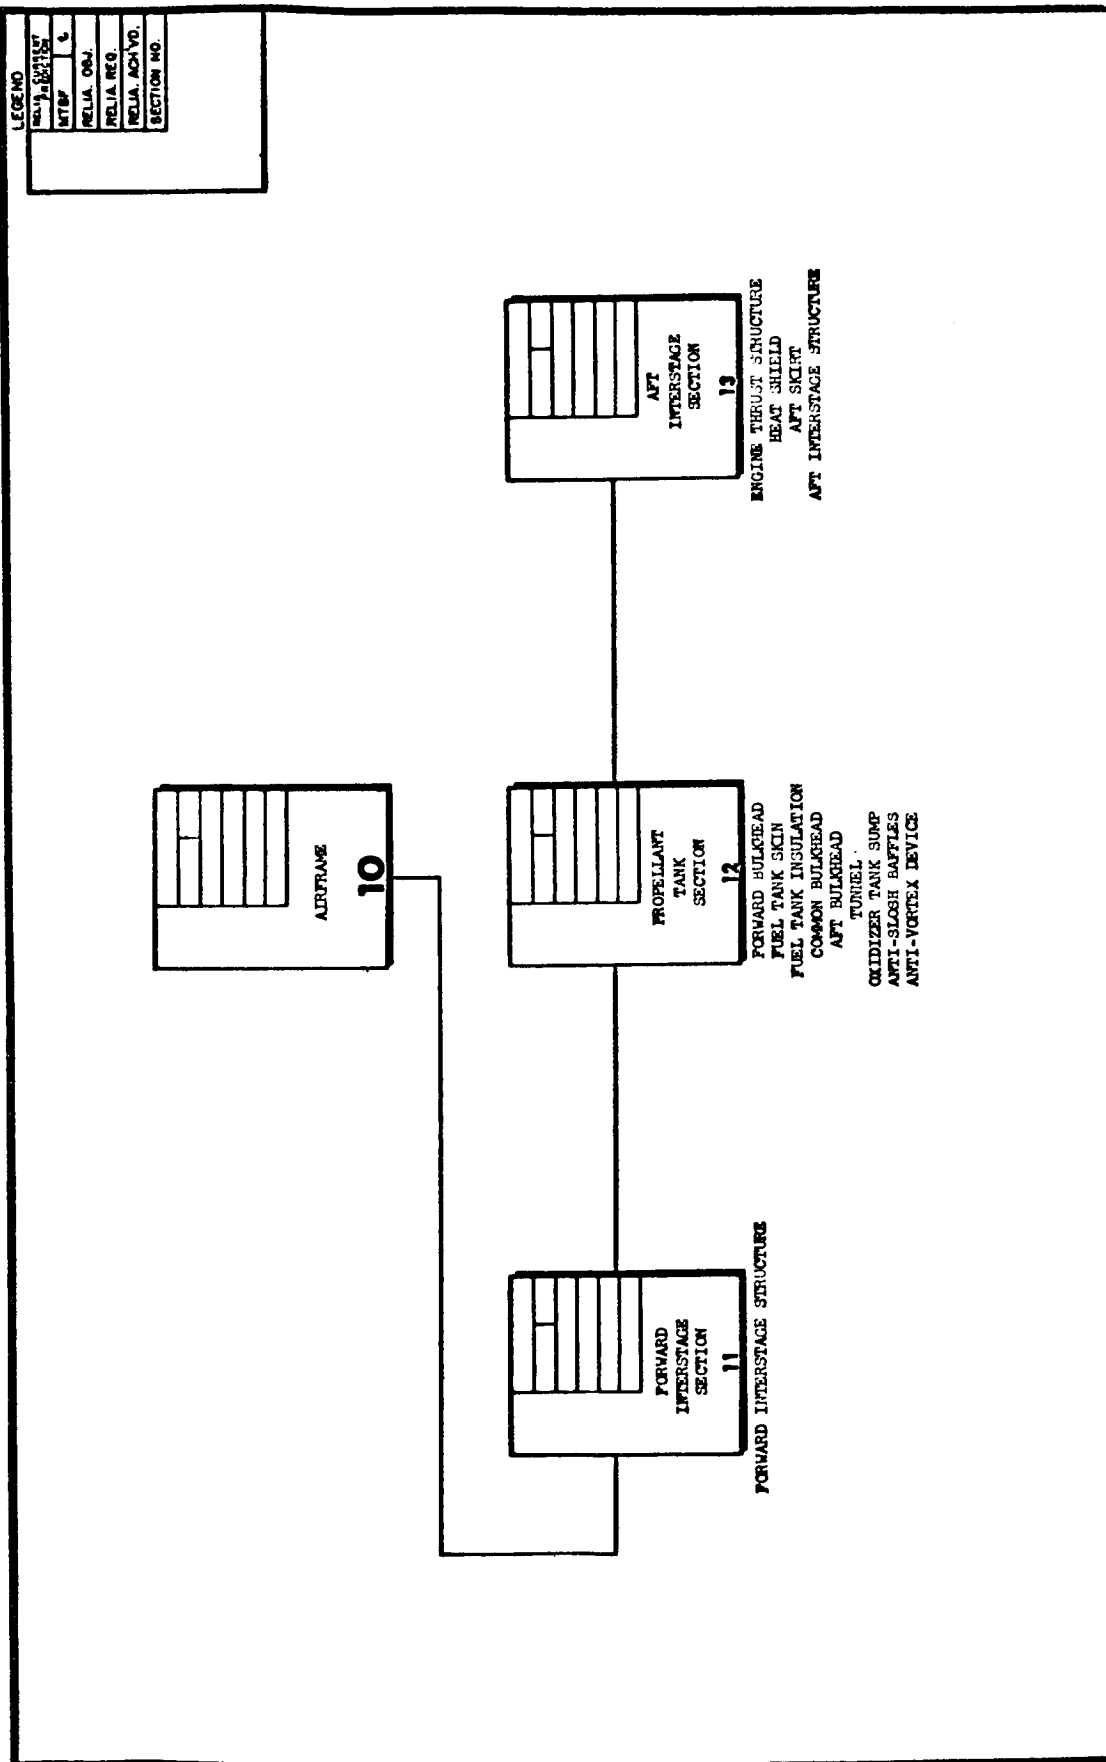 LEGEND
RELIA. CURRENT
PREDICTION
MTBF t
RELIA. OBJ.
RELIA. REQ.
RELIA. ACH'VD.
SECTION NO.
AIRFRAME
10
FORWARD
INTERSTAGE
SECTION
11
FORWARD INTERSTAGE STRUCTURE
PROPELLANT
TANK
SECTION
12
FORWARD BULKHEAD
FUEL TANK SKIN
FUEL TANK INSULATION
COMMON BULKHEAD
AFT BULKHEAD
TUNNEL
OXIDIZER TANK SUMP
ANTI-SLOSH BAFFLES
ANTI-VORTEX DEVICE
AFT
INTERSTAGE
SECTION
13
ENGINE THRUST STRUCTURE
HEAT SHIELD
AFT SKIRT
AFT INTERSTAGE STRUCTURE